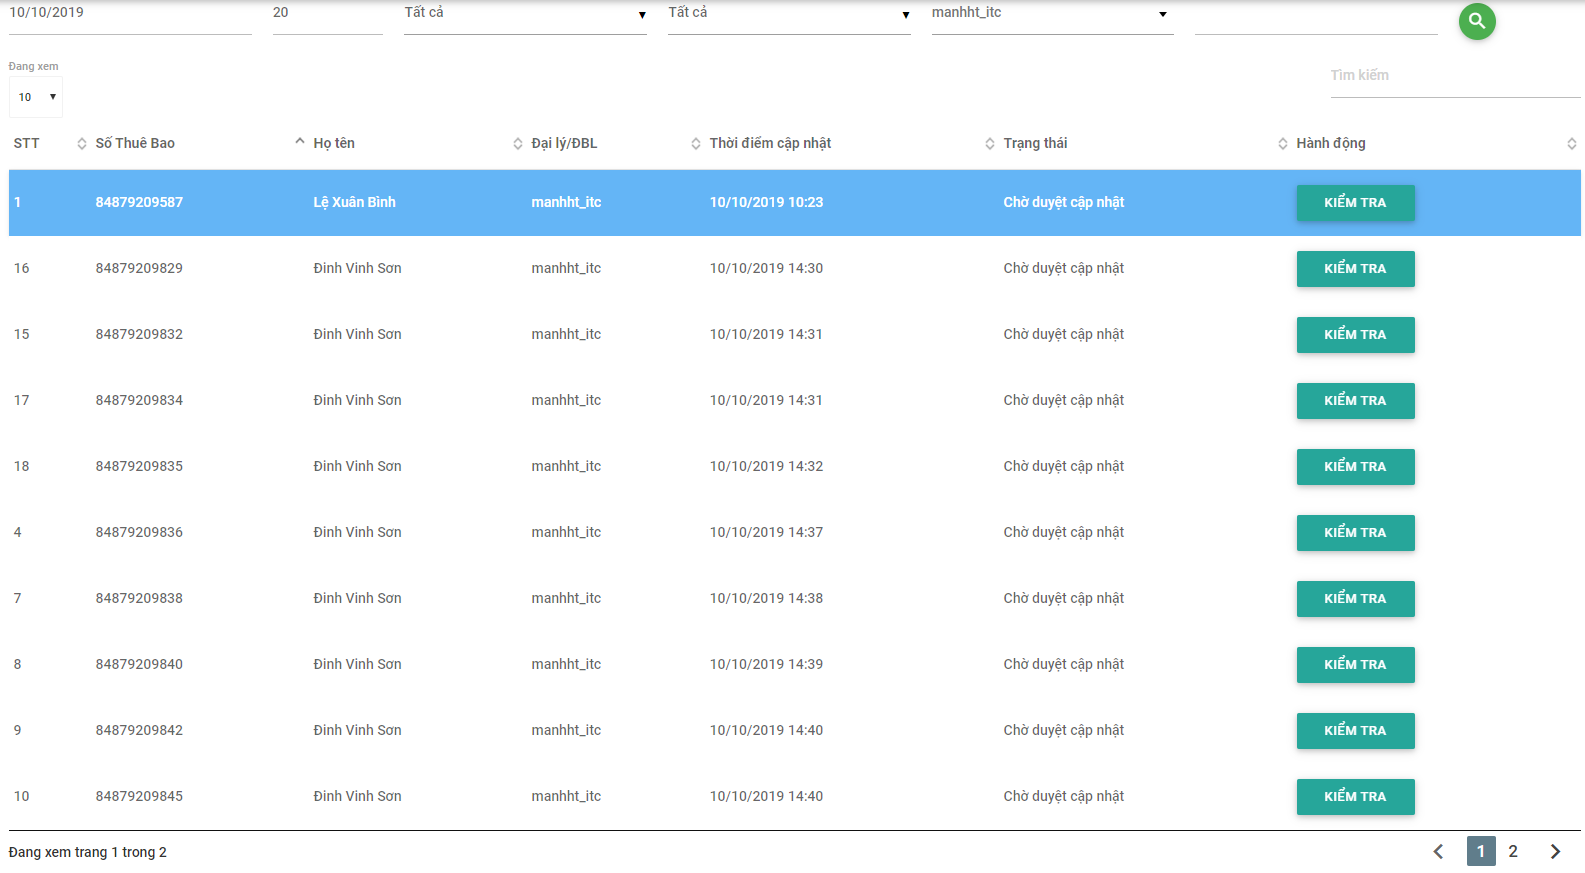 10/10/2019 20 Tất cả Tất cả manhht_itc
Đang xem
10
Tìm kiếm
STT Số Thuê Bao Họ tên Đại lý/ĐBL Thời điểm cập nhật Trạng thái Hành động
1 84879209587 Lệ Xuân Bình manhht_itc 10/10/2019 10:23 Chờ duyệt cập nhật KIỂM TRA
16 84879209829 Đinh Vinh Sơn manhht_itc 10/10/2019 14:30 Chờ duyệt cập nhật KIỂM TRA
15 84879209832 Đinh Vinh Sơn manhht_itc 10/10/2019 14:31 Chờ duyệt cập nhật KIỂM TRA
17 84879209834 Đinh Vinh Sơn manhht_itc 10/10/2019 14:31 Chờ duyệt cập nhật KIỂM TRA
18 84879209835 Đinh Vinh Sơn manhht_itc 10/10/2019 14:32 Chờ duyệt cập nhật KIỂM TRA
4 84879209836 Đinh Vinh Sơn manhht_itc 10/10/2019 14:37 Chờ duyệt cập nhật KIỂM TRA
7 84879209838 Đinh Vinh Sơn manhht_itc 10/10/2019 14:38 Chờ duyệt cập nhật KIỂM TRA
8 84879209840 Đinh Vinh Sơn manhht_itc 10/10/2019 14:39 Chờ duyệt cập nhật KIỂM TRA
9 84879209842 Đinh Vinh Sơn manhht_itc 10/10/2019 14:40 Chờ duyệt cập nhật KIỂM TRA
10 84879209845 Đinh Vinh Sơn manhht_itc 10/10/2019 14:40 Chờ duyệt cập nhật KIỂM TRA
Đang xem trang 1 trong 2 1 2